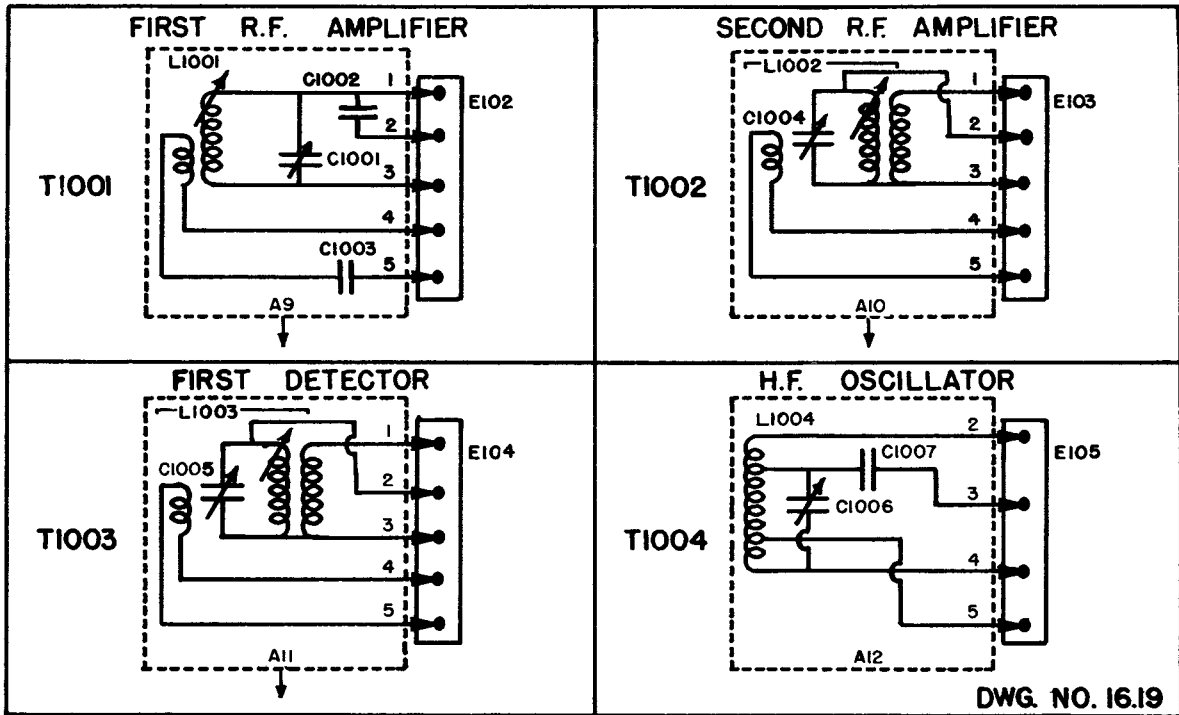 FIRST R.F. AMPLIFIER
L1001
C1002
1
E102
2
C1001
3
T1001
4
C1003
5
A9
SECOND R.F. AMPLIFIER
L1002
1
E103
C1004
2
3
T1002
4
5
A10
FIRST DETECTOR
L1003
1
E104
C1005
2
3
T1003
4
5
A11
H.F. OSCILLATOR
L1004
2
C1007
E105
3
C1006
T1004
4
5
A12
DWG. NO. 16.19